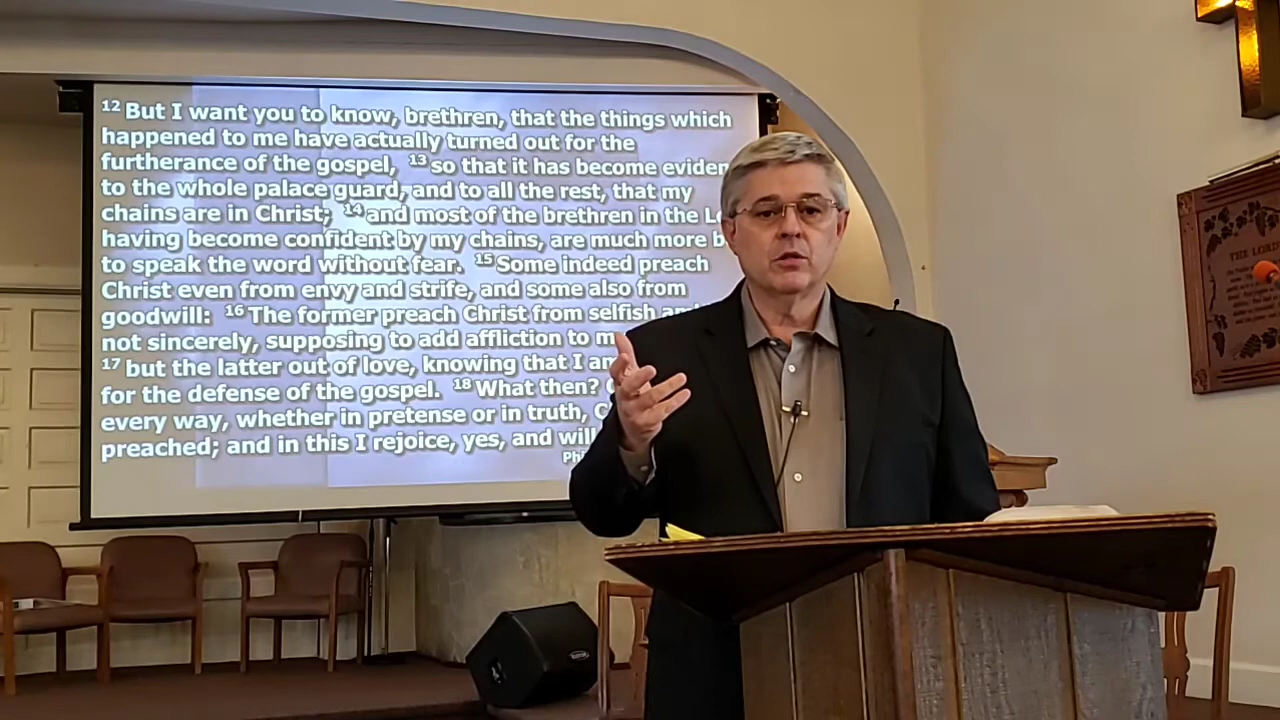 12 But I want you to know, brethren, that the things which
happened to me have actually turned out for the
furtherance of the gospel, 13 so that it has become eviden
to the whole palace guard, and to all the rest, that my
chains are in Christ; 14 and most of the brethren in the L
having become confident by my chains, are much more b
to speak the word without fear. 15 Some indeed preach
Christ even from envy and strife, and some also from
goodwill: 16 The former preach Christ from selfish
not sincerely, supposing to add affliction to m
17 but the latter out of love, knowing that I am
for the defense of the gospel. 18 What then?
every way, whether in pretense or in truth, C
preached; and in this I rejoice, yes, and will
Phi
THE LORD